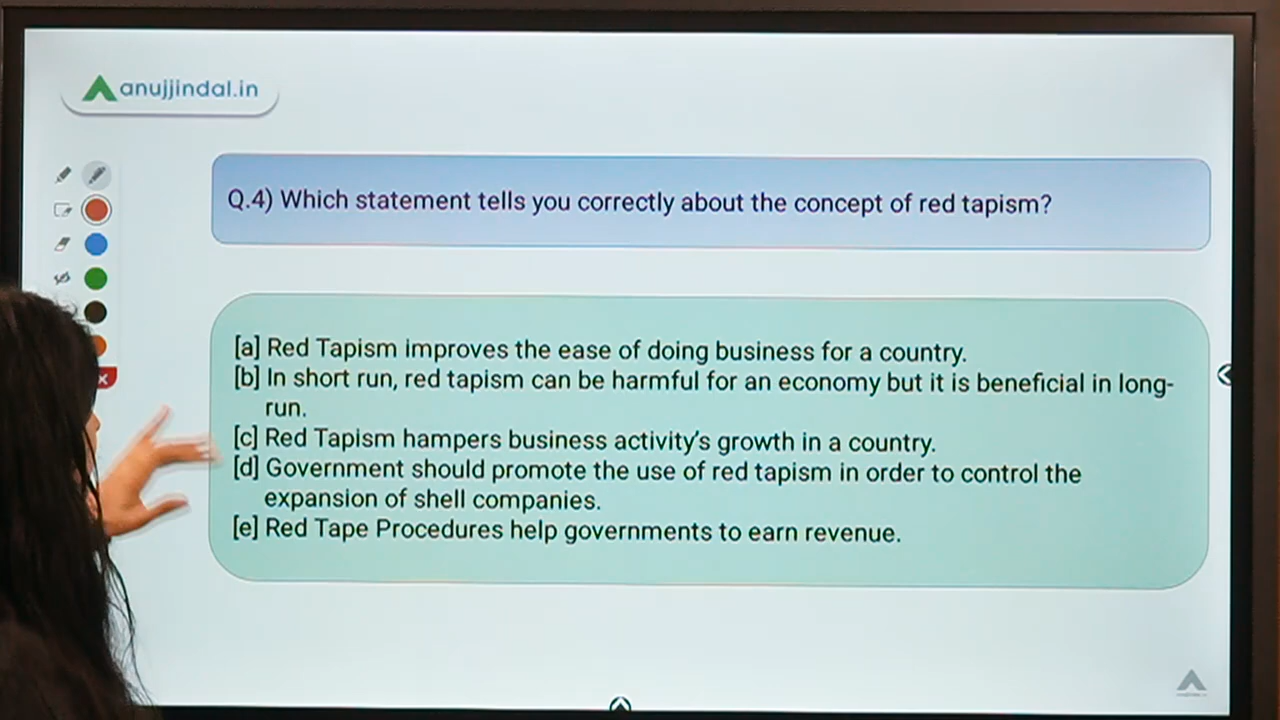 anujjindal.in
Q.4) Which statement tells you correctly about the concept of red tapism?
[a] Red Tapism improves the ease of doing business for a country.
[b] In short run, red tapism can be harmful for an economy but it is beneficial in long-
run.
[c] Red Tapism hampers business activity's growth in a country.
[d] Government should promote the use of red tapism in order to control the
expansion of shell companies.
[e] Red Tape Procedures help governments to earn revenue.